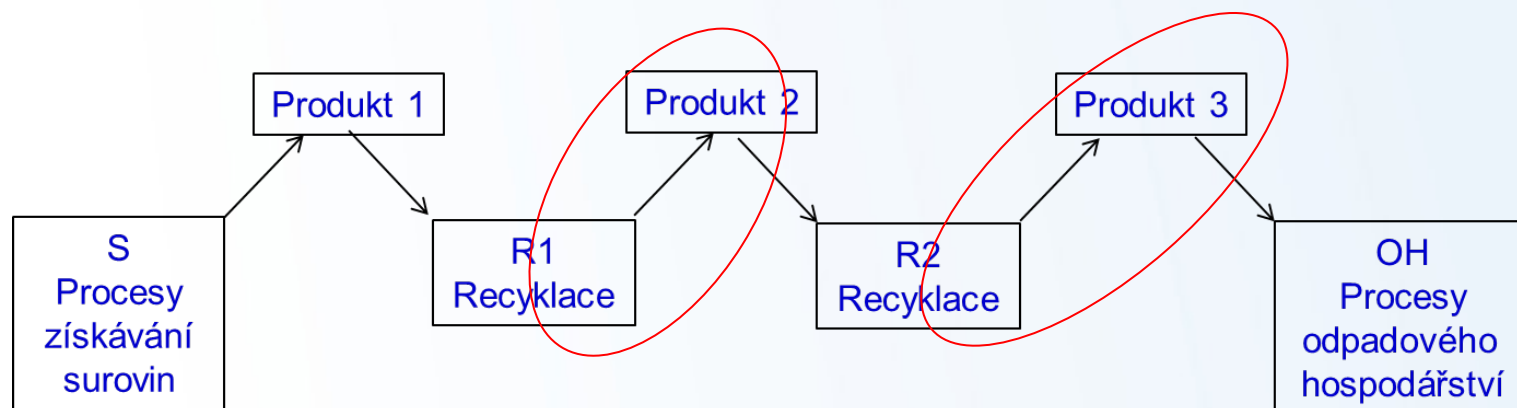 Produkt 1
Produkt 2
Produkt 3
S
Procesy
získávání
surovin
R1
Recyklace
R2
Recyklace
OH
Procesy
odpadového
hospodářství